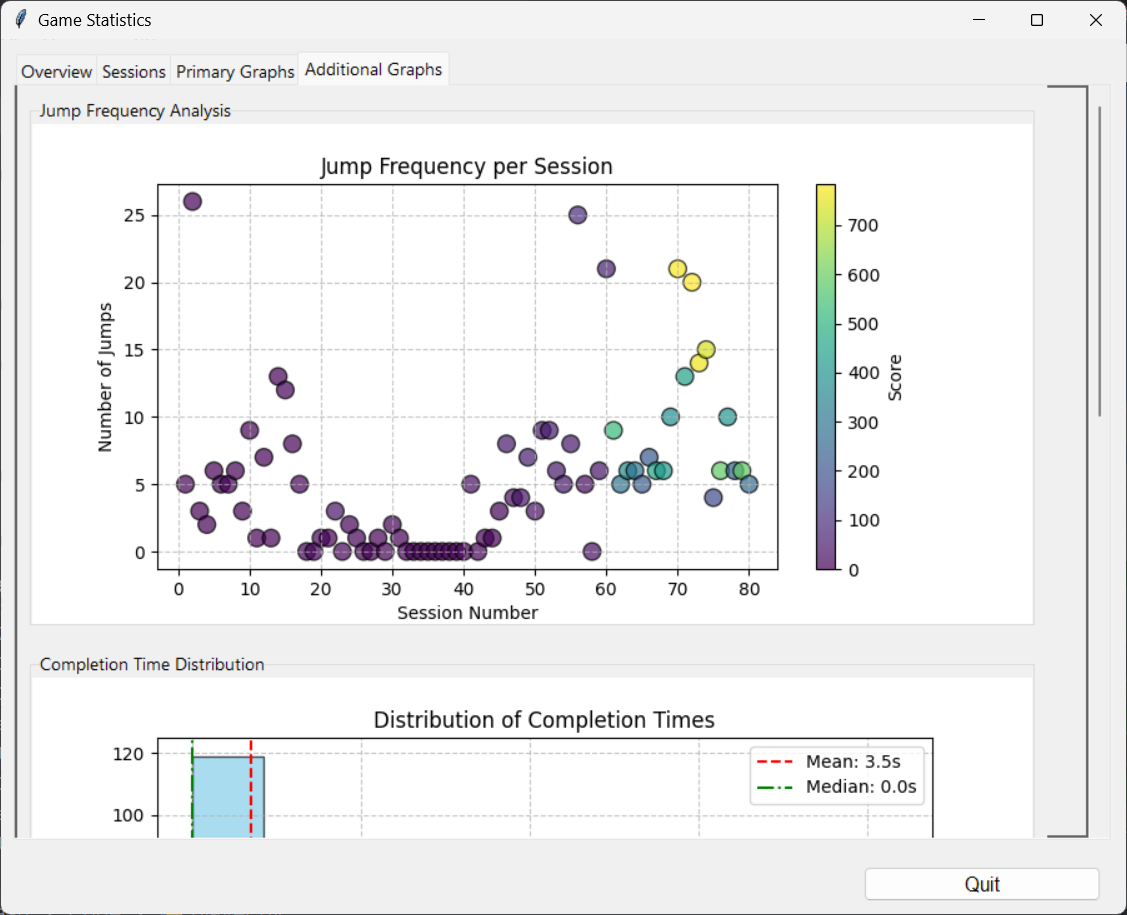 Game Statistics
Overview Sessions Primary Graphs Additional Graphs
Jump Frequency Analysis
Jump Frequency per Session
Number of Jumps
25
20
15
10
5
0
0 10 20 30 40 50 60 70 80
Session Number
700
600
500
400
300
200
100
0
Score
Completion Time Distribution
Distribution of Completion Times
120
100
Mean: 3.5s
Median: 0.0s
Quit